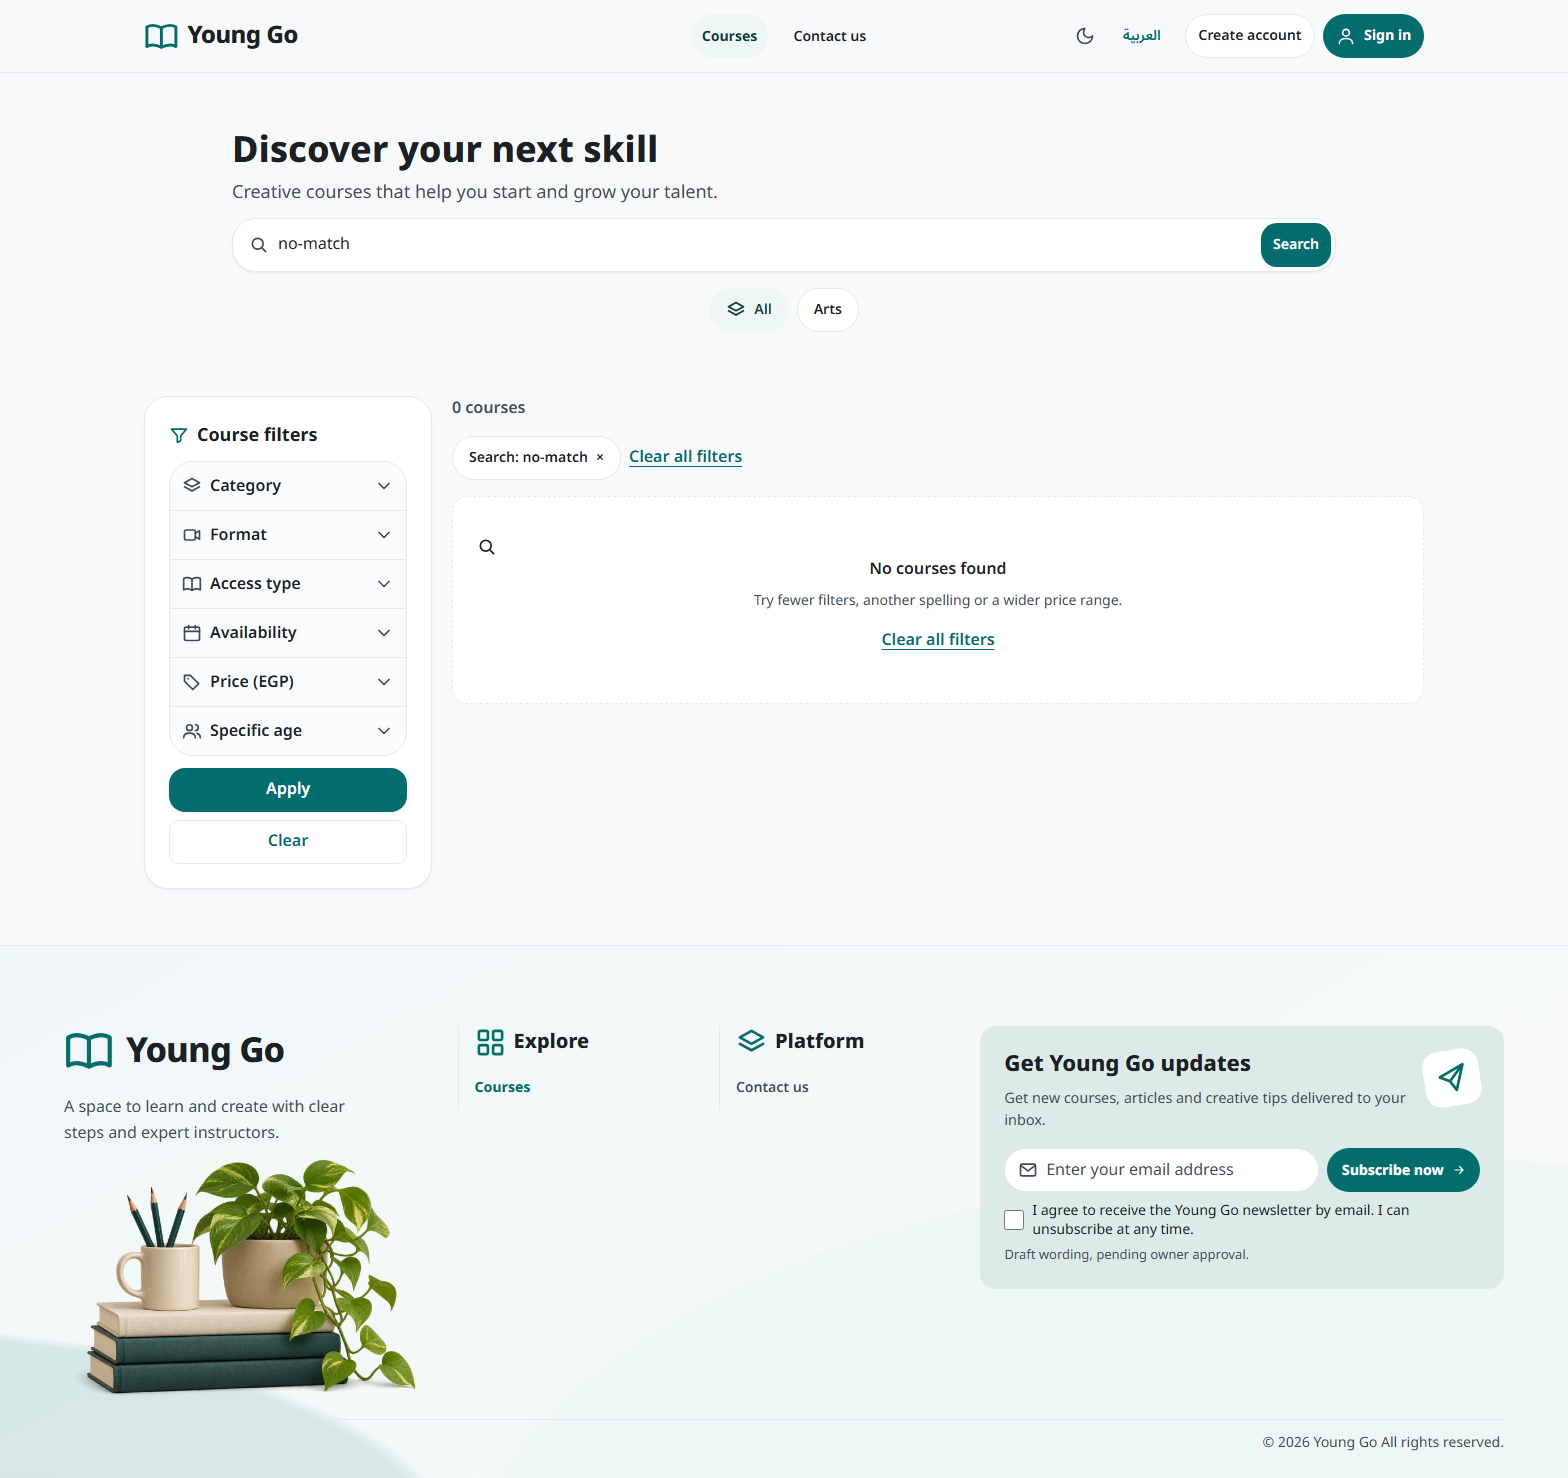 Young Go
Courses
Contact us
العربية
Create account
Sign in
Discover your next skill
Creative courses that help you start and grow your talent.
no-match
Search
All
Arts
Course filters
Category
Format
Access type
Availability
Price (EGP)
Specific age
Apply
Clear
0 courses
Search: no-match ×
Clear all filters
No courses found
Try fewer filters, another spelling or a wider price range.
Clear all filters
Young Go
A space to learn and create with clear
steps and expert instructors.
Explore
Courses
Platform
Contact us
Get Young Go updates
Get new courses, articles and creative tips delivered to your
inbox.
Enter your email address
Subscribe now →
I agree to receive the Young Go newsletter by email. I can
unsubscribe at any time.
Draft wording, pending owner approval.
© 2026 Young Go All rights reserved.